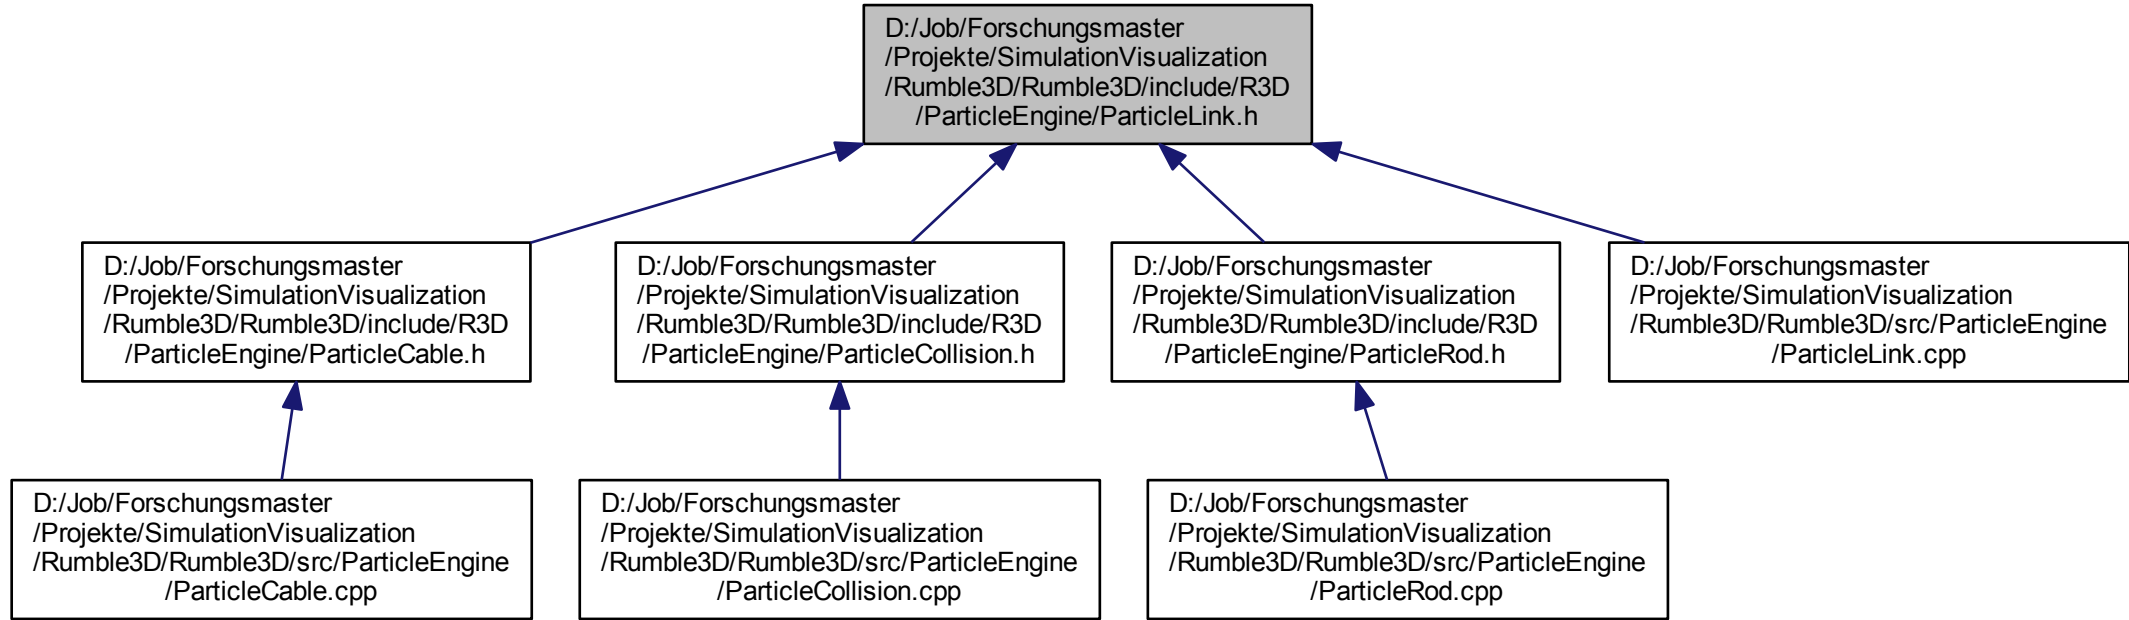 D:/Job/Forschungsmaster
/Projekte/SimulationVisualization
/Rumble3D/Rumble3D/include/R3D
/ParticleEngine/ParticleLink.h
D:/Job/Forschungsmaster
/Projekte/SimulationVisualization
/Rumble3D/Rumble3D/include/R3D
/ParticleEngine/ParticleCable.h
D:/Job/Forschungsmaster
/Projekte/SimulationVisualization
/Rumble3D/Rumble3D/include/R3D
/ParticleEngine/ParticleCollision.h
D:/Job/Forschungsmaster
/Projekte/SimulationVisualization
/Rumble3D/Rumble3D/include/R3D
/ParticleEngine/ParticleRod.h
D:/Job/Forschungsmaster
/Projekte/SimulationVisualization
/Rumble3D/Rumble3D/src/ParticleEngine
/ParticleLink.cpp
D:/Job/Forschungsmaster
/Projekte/SimulationVisualization
/Rumble3D/Rumble3D/src/ParticleEngine
/ParticleCable.cpp
D:/Job/Forschungsmaster
/Projekte/SimulationVisualization
/Rumble3D/Rumble3D/src/ParticleEngine
/ParticleCollision.cpp
D:/Job/Forschungsmaster
/Projekte/SimulationVisualization
/Rumble3D/Rumble3D/src/ParticleEngine
/ParticleRod.cpp